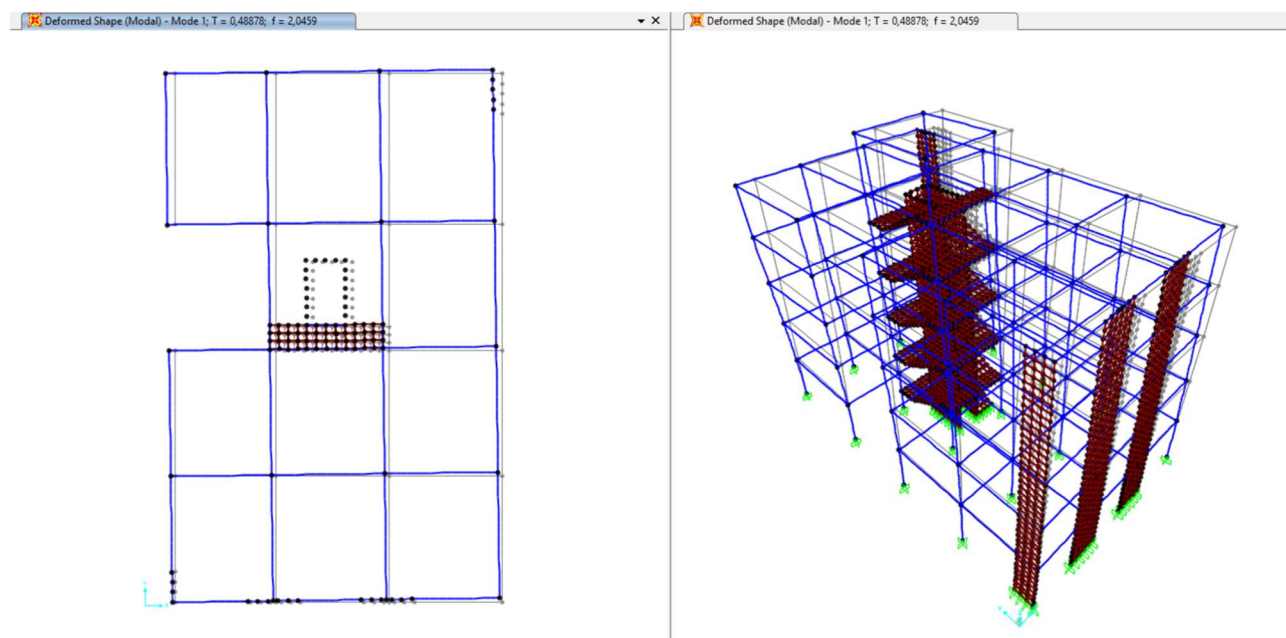 Deformed Shape (Modal) - Mode 1; T = 0,48878; f = 2,0459
Deformed Shape (Modal) - Mode 1; T = 0,48878; f = 2,0459